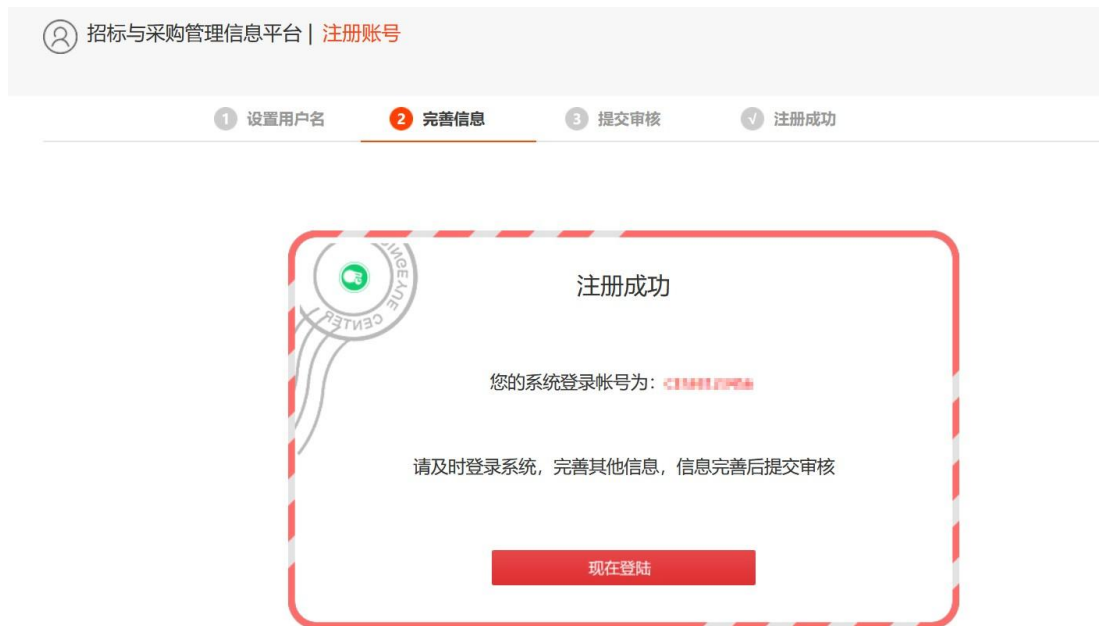 招标与采购管理信息平台 | 注册账号
1 设置用户名 2 完善信息 3 提交审核 √ 注册成功
INGEYUE CENTER
注册成功
您的系统登录帐号为：
请及时登录系统，完善其他信息，信息完善后提交审核
现在登陆